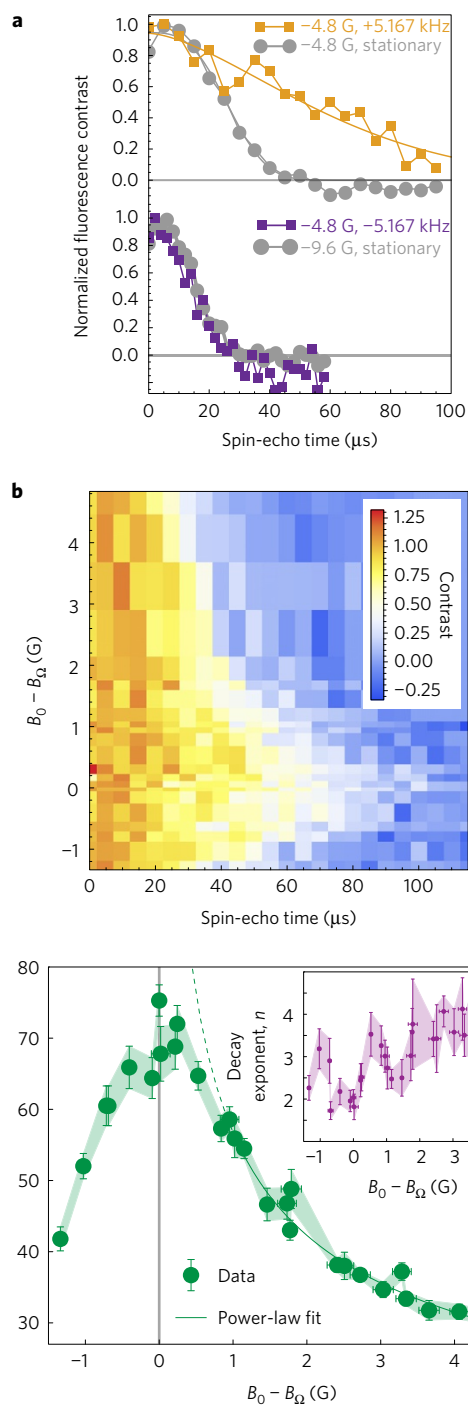 a
1.0
0.8
0.6
0.4
0.2
0.0
1.0
0.8
0.6
0.4
0.2
0.0
Normalized fluorescence contrast
−4.8 G, +5.167 kHz
−4.8 G, stationary
−4.8 G, −5.167 kHz
−9.6 G, stationary
0 20 40 60 80 100
Spin-echo time (μs)
b
4
3
2
1
0
−1
B0 − BΩ (G)
1.25
1.00
0.75
0.50
0.25
0.00
−0.25
Contrast
0 20 40 60 80 100
Spin-echo time (μs)
80
70
60
50
40
30
Decay
exponent, n
4
3
2
−1 0 1 2 3
B0 − BΩ (G)
Data
Power-law fit
−1 0 1 2 3 4
B0 − BΩ (G)